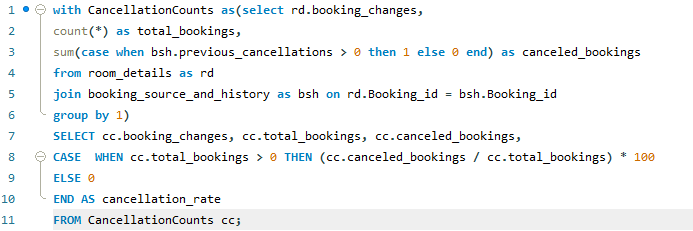 1 with CancellationCounts as(select rd.booking_changes,
2 count(*) as total_bookings,
3 sum(case when bsh.previous_cancellations > 0 then 1 else 0 end) as canceled_bookings
4 from room_details as rd
5 join booking_source_and_history as bsh on rd.Booking_id = bsh.Booking_id
6 group by 1)
7 SELECT cc.booking_changes, cc.total_bookings, cc.canceled_bookings,
8 CASE  WHEN cc.total_bookings > 0 THEN (cc.canceled_bookings / cc.total_bookings) * 100
9 ELSE 0
10 END AS cancellation_rate
11 FROM CancellationCounts cc;